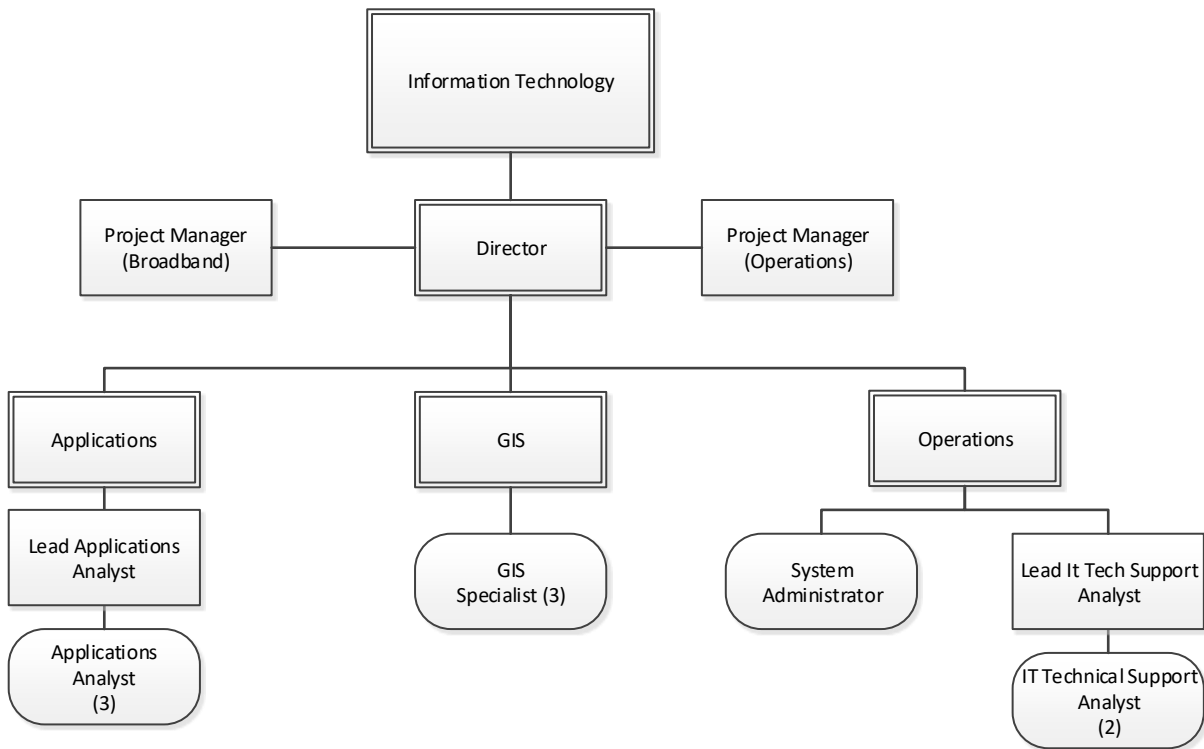 Information Technology
Project Manager
(Broadband)
Director
Project Manager
(Operations)
Applications
GIS
Operations
Lead Applications
Analyst
GIS
Specialist (3)
System
Administrator
Lead It Tech Support
Analyst
Applications
Analyst
(3)
IT Technical Support
Analyst
(2)